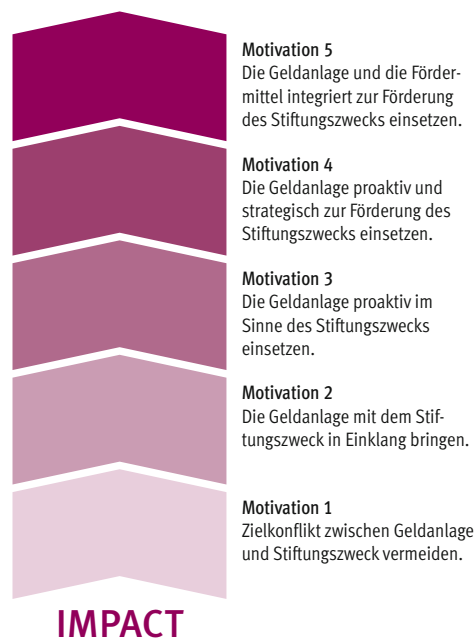 Motivation 5
Die Geldanlage und die Förder-
mittel integriert zur Förderung
des Stiftungszwecks einsetzen.
Motivation 4
Die Geldanlage proaktiv und
strategisch zur Förderung des
Stiftungszwecks einsetzen.
Motivation 3
Die Geldanlage proaktiv im
Sinne des Stiftungszwecks
einsetzen.
Motivation 2
Die Geldanlage mit dem Stif-
tungszweck in Einklang bringen.
Motivation 1
Zielkonflikt zwischen Geldanlage
und Stiftungszweck vermeiden.
IMPACT